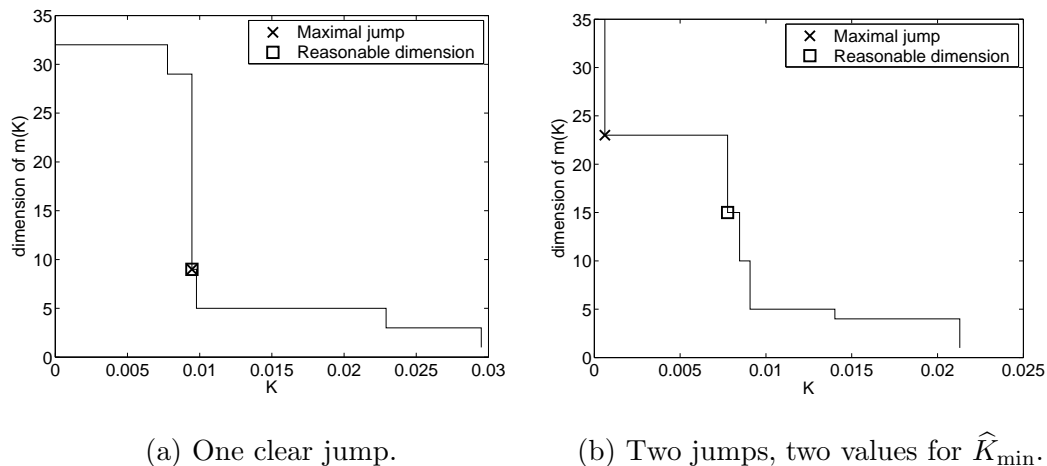 35
30
25
20
15
10
5
0
dimension of m(K)
0 0.005 0.01 0.015 0.02 0.025 0.03
K
Maximal jump
Reasonable dimension
(a) One clear jump.
35
30
25
20
15
10
5
0
dimension of m(K)
0 0.005 0.01 0.015 0.02 0.025
K
Maximal jump
Reasonable dimension
(b) Two jumps, two values for K̂min.